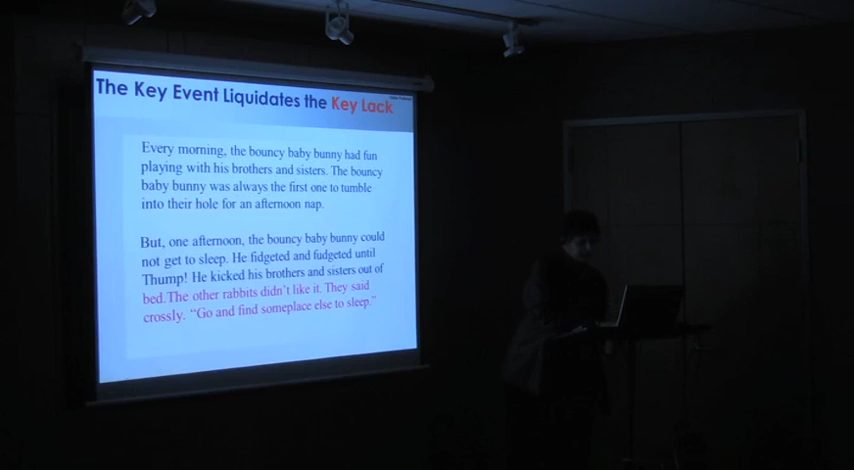 The Key Event Liquidates the Key Lack
Every morning, the bouncy baby bunny had fun
playing with his brothers and sisters. The bouncy
baby bunny was always the first one to tumble
into their hole for an afternoon nap.
But, one afternoon, the bouncy baby bunny could
not get to sleep. He fidgeted and fudgeted until
Thump! He kicked his brothers and sisters out of
bed.The other rabbits didn't like it. They said
crossly. "Go and find someplace else to sleep."